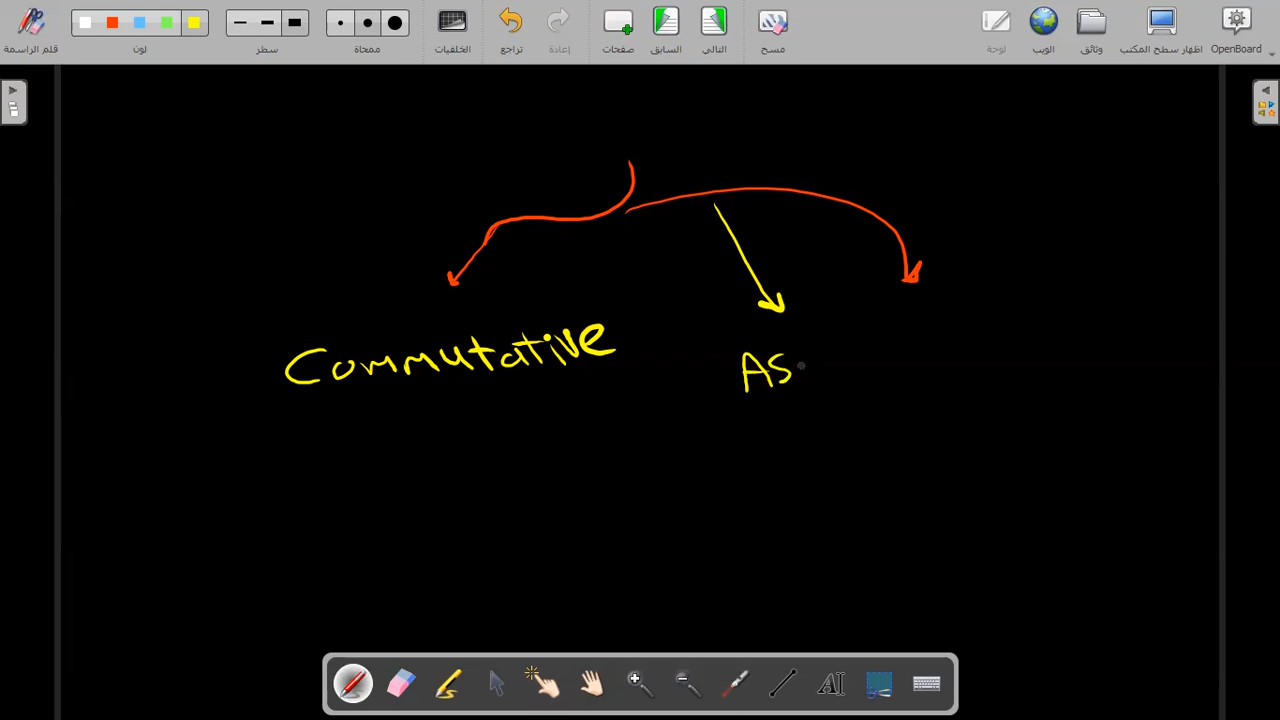 قلم الراسمة
لون
سطر
ممحاة
الخلفيات
تراجع
إعادة
صفحات
السابق
التالي
مسح
لوحة
الويب
وثائق
اظهار سطح المكتب
OpenBoard
Commutative
As
AI